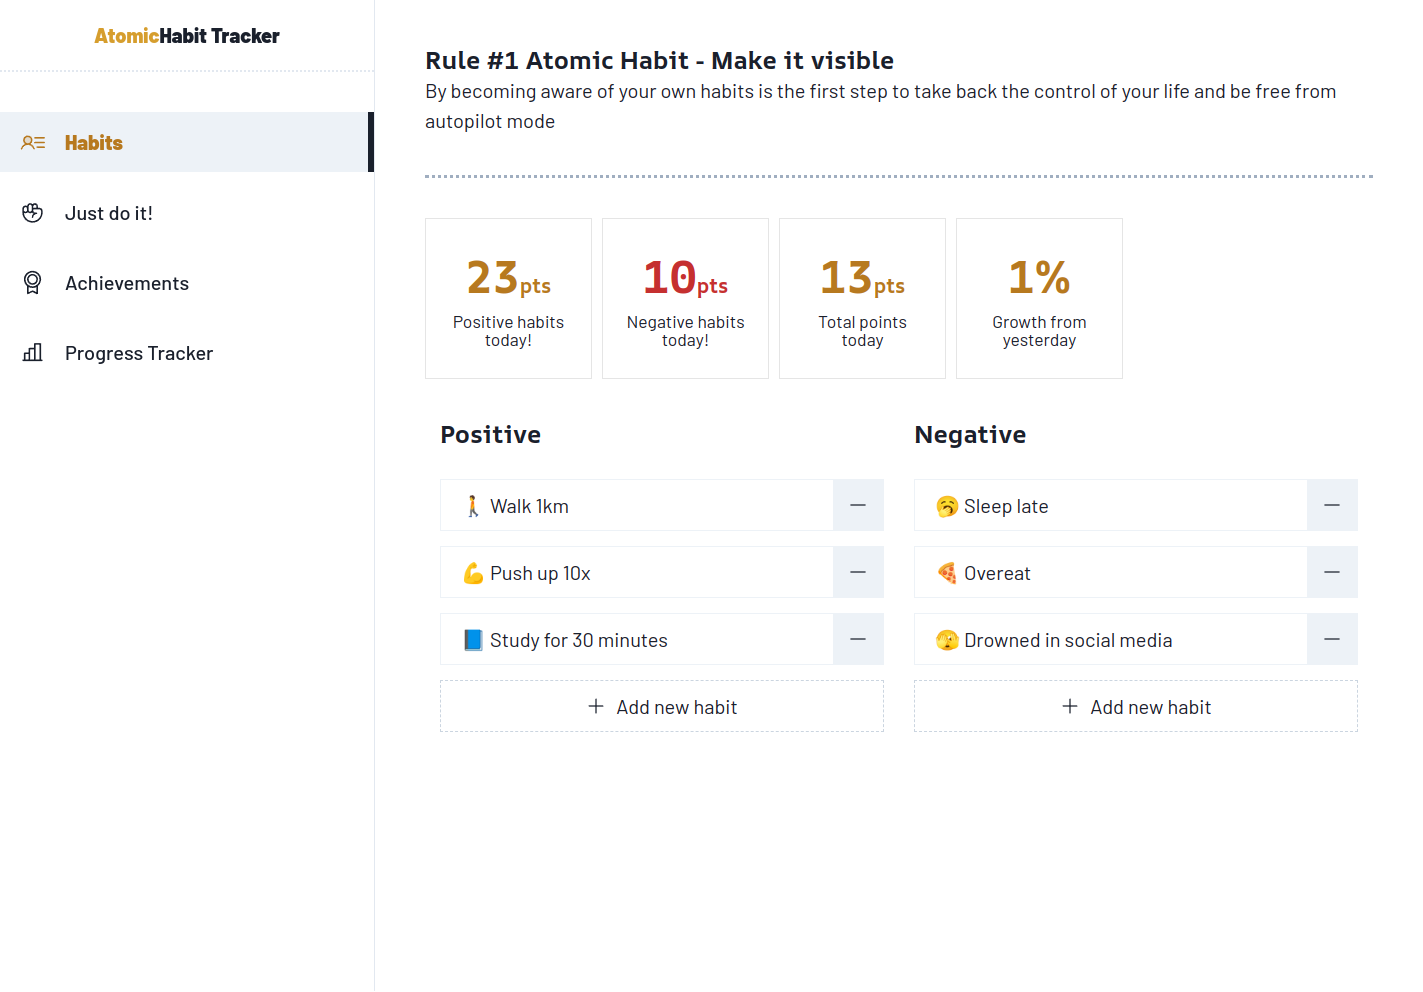 AtomicHabit Tracker
Habits
Just do it!
Achievements
Progress Tracker
Rule #1 Atomic Habit - Make it visible
By becoming aware of your own habits is the first step to take back the control of your life and be free from
autopilot mode
23pts
Positive habits
today!
10pts
Negative habits
today!
13pts
Total points
today
1%
Growth from
yesterday
Positive
Walk 1km
Push up 10x
Study for 30 minutes
Add new habit
Negative
Sleep late
Overeat
Drowned in social media
Add new habit